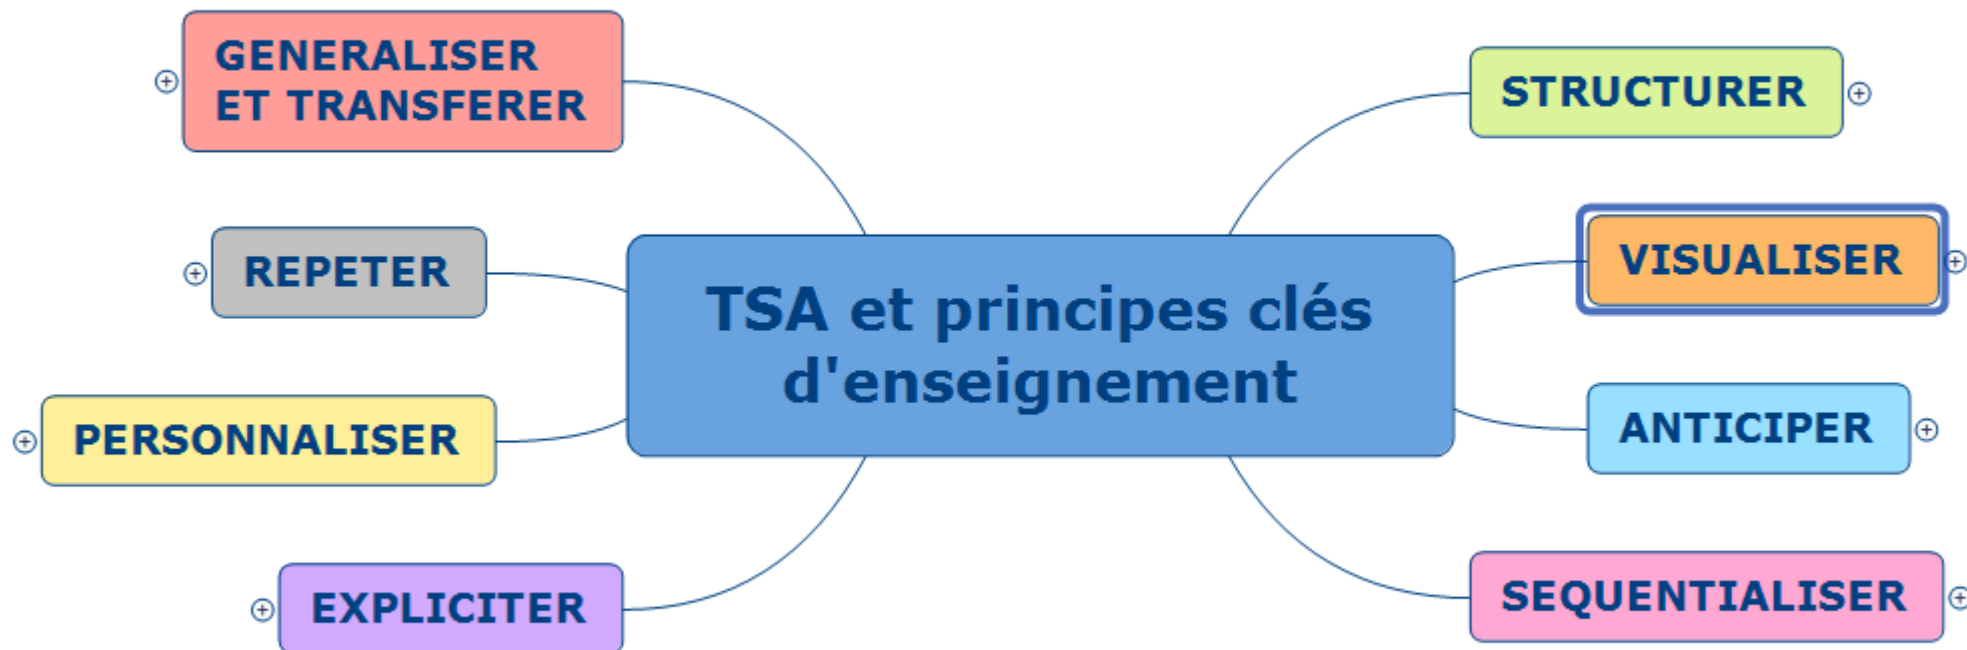 TSA et principes clés
d'enseignement
STRUCTURER
VISUALISER
ANTICIPER
SEQUENTIALISER
EXPLICITER
PERSONNALISER
REPETER
GENERALISER
ET TRANSFERER